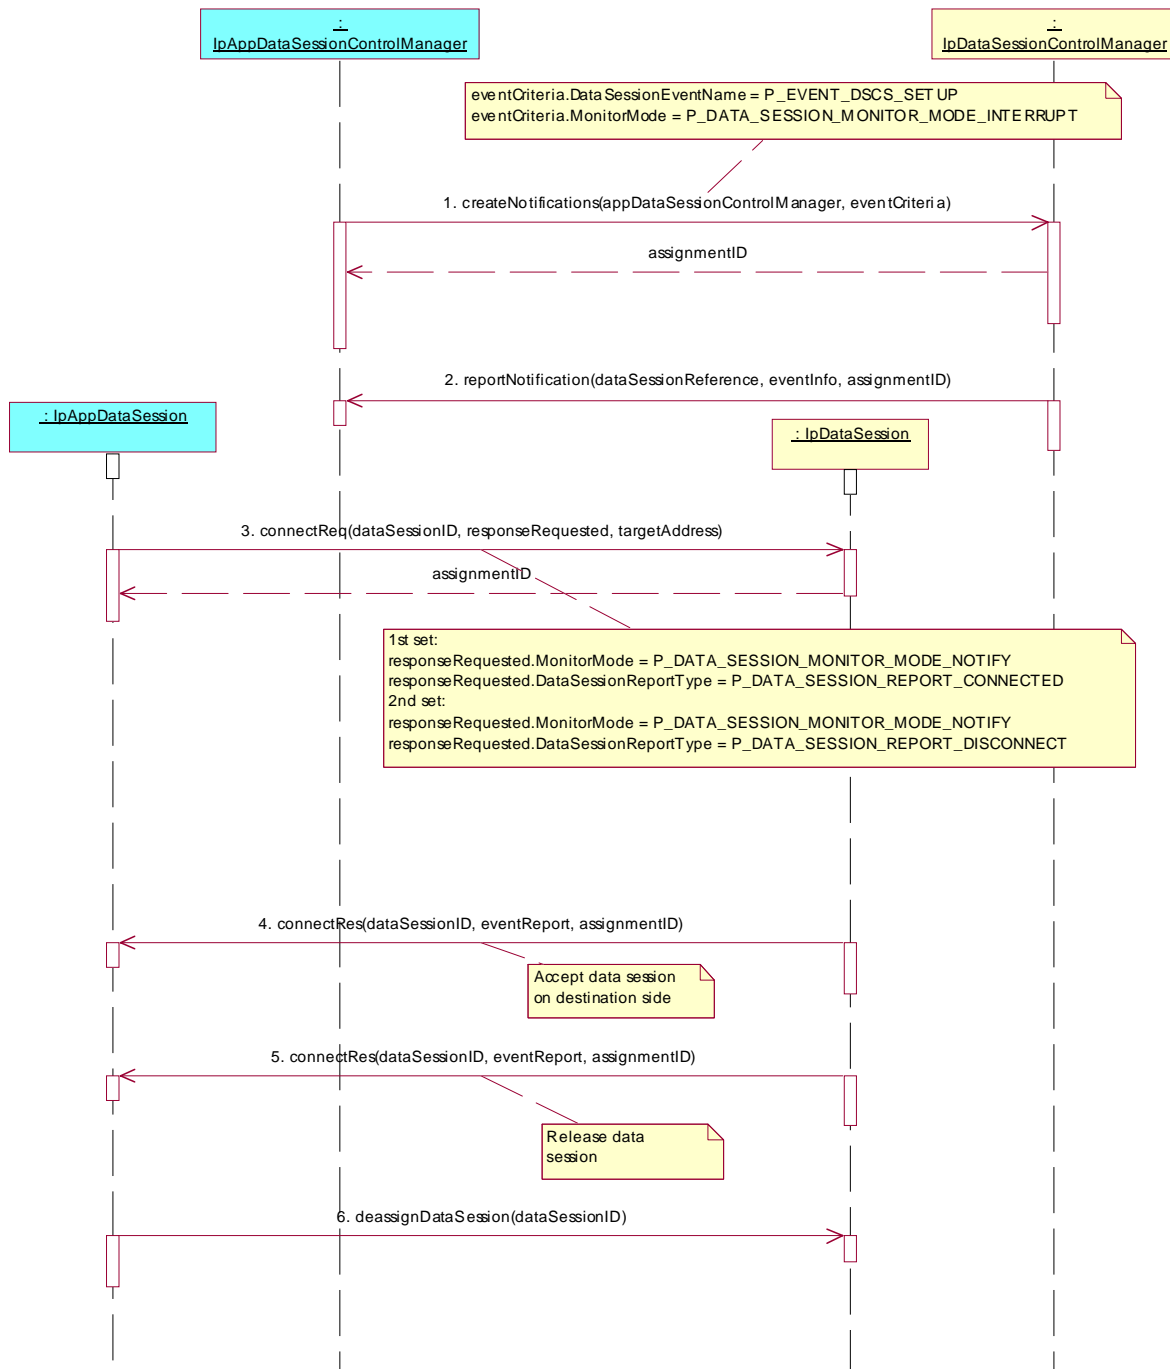 :
IpAppDataSessionControlManager
:
IpDataSessionControlManager
eventCriteria.DataSessionEventName = P_EVENT_DSCS_SETUP
eventCriteria.MonitorMode = P_DATA_SESSION_MONITOR_MODE_INTERRUPT
1. createNotifications(appDataSessionControlManager, eventCriteria)
assignmentID
2. reportNotification(dataSessionReference, eventInfo, assignmentID)
: IpAppDataSession
: IpDataSession
3. connectReq(dataSessionID, responseRequested, targetAddress)
assignmentID
1st set:
responseRequested.MonitorMode = P_DATA_SESSION_MONITOR_MODE_NOTIFY
responseRequested.DataSessionReportType = P_DATA_SESSION_REPORT_CONNECTED
2nd set:
responseRequested.MonitorMode = P_DATA_SESSION_MONITOR_MODE_NOTIFY
responseRequested.DataSessionReportType = P_DATA_SESSION_REPORT_DISCONNECT
4. connectRes(dataSessionID, eventReport, assignmentID)
Accept data session
on destination side
5. connectRes(dataSessionID, eventReport, assignmentID)
Release data
session
6. deassignDataSession(dataSessionID)